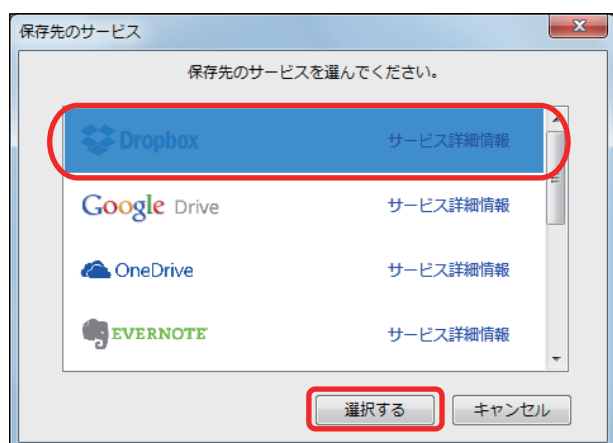 保存先のサービス
保存先のサービスを選んでください。
Dropbox サービス詳細情報
Google Drive サービス詳細情報
OneDrive サービス詳細情報
EVERNOTE サービス詳細情報
選択する キャンセル